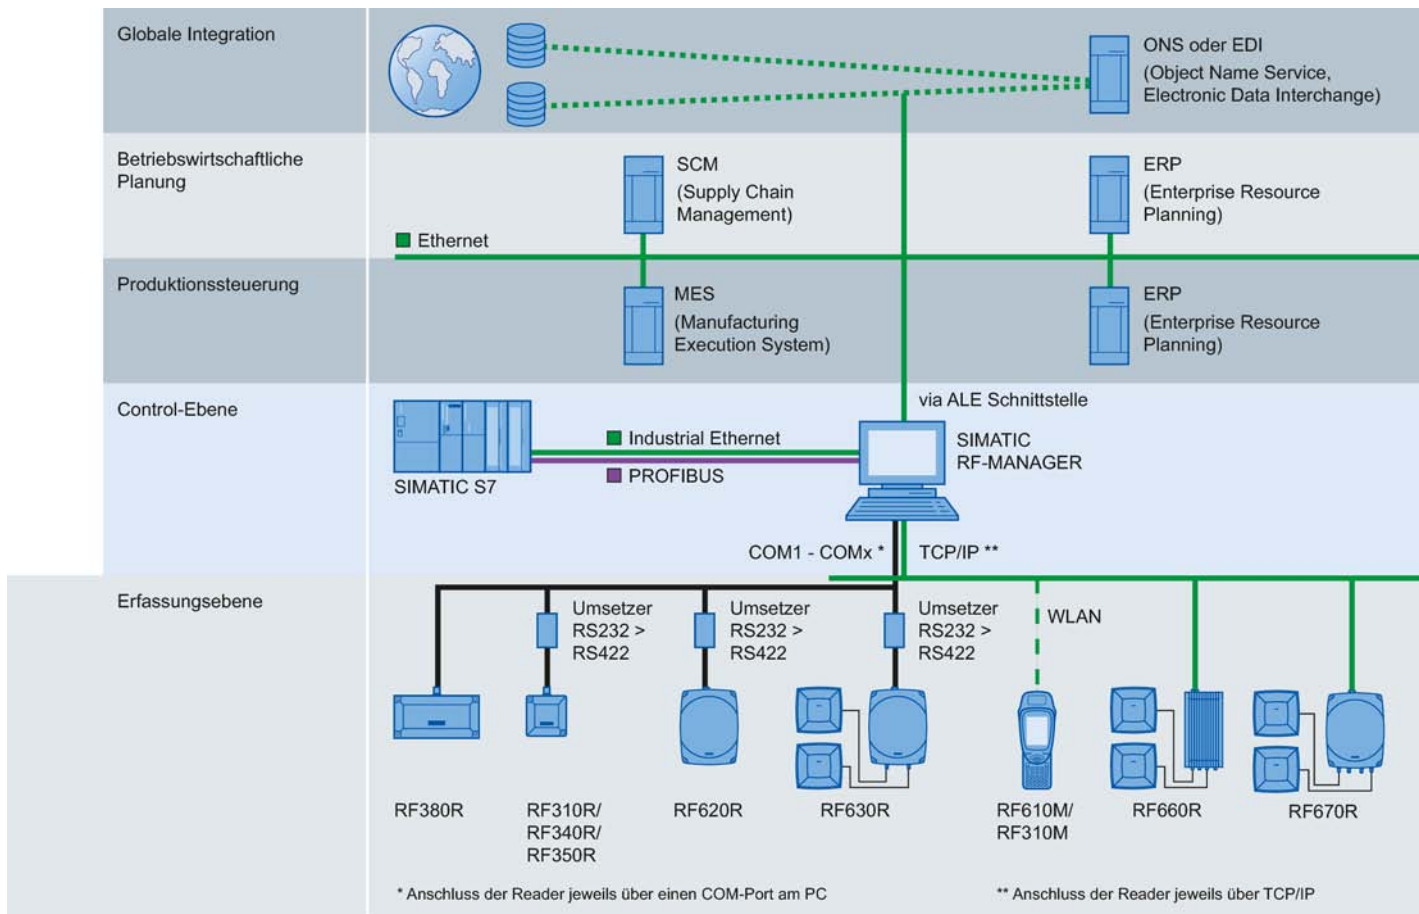 Globale Integration
ONS oder EDI
(Object Name Service,
Electronic Data Interchange)
Betriebswirtschaftliche
Planung
SCM
(Supply Chain
Management)
ERP
(Enterprise Resource
Planning)
Ethernet
Produktionssteuerung
MES
(Manufacturing
Execution System)
ERP
(Enterprise Resource
Planning)
Control-Ebene
via ALE Schnittstelle
Industrial Ethernet
PROFIBUS
SIMATIC
RF-MANAGER
SIMATIC S7
COM1 - COMx *
TCP/IP **
Erfassungsebene
Umsetzer
RS232 >
RS422
Umsetzer
RS232 >
RS422
Umsetzer
RS232 >
RS422
WLAN
RF380R
RF310R/
RF340R/
RF350R
RF620R
RF630R
RF610M/
RF310M
RF660R
RF670R
* Anschluss der Reader jeweils über einen COM-Port am PC
** Anschluss der Reader jeweils über TCP/IP